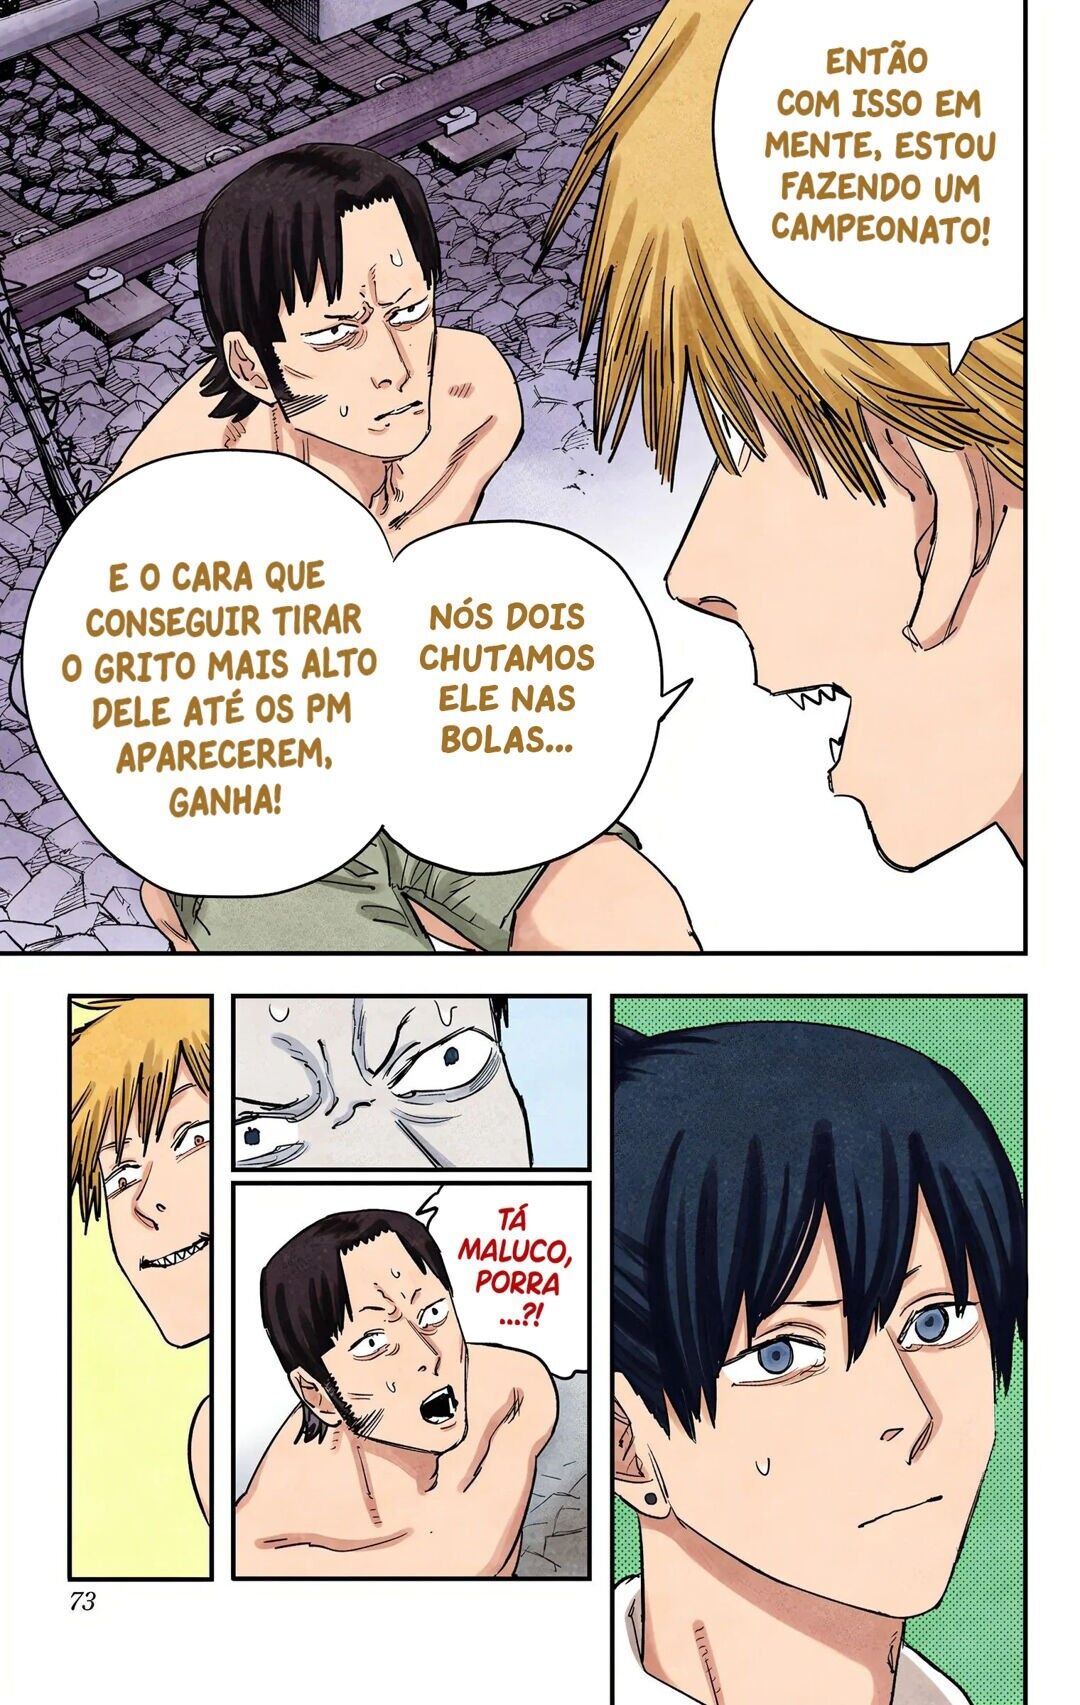 ENTÃO
COM ISSO EM
MENTE, ESTOU
FAZENDO UM
CAMPEONATO!
NÓS DOIS
CHUTAMOS
ELE NAS
BOLAS...
E O CARA QUE
CONSEGUIR TIRAR
O GRITO MAIS ALTO
DELE ATÉ OS PM
APARECEREM,
GANHA!
TÁ
MALUCO,
PORRA
...?!
73